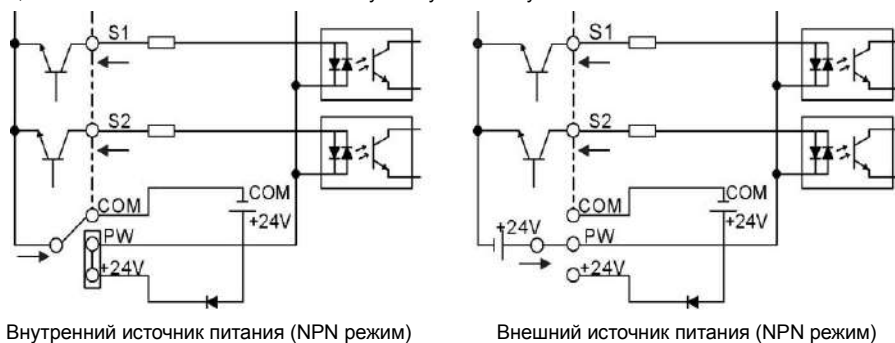 S1
S2
COM
COM
+24V
PW
+24V
S1
S2
COM
COM
+24V
+24V
PW
+24V
Внутренний источник питания (NPN режим)
Внешний источник питания (NPN режим)